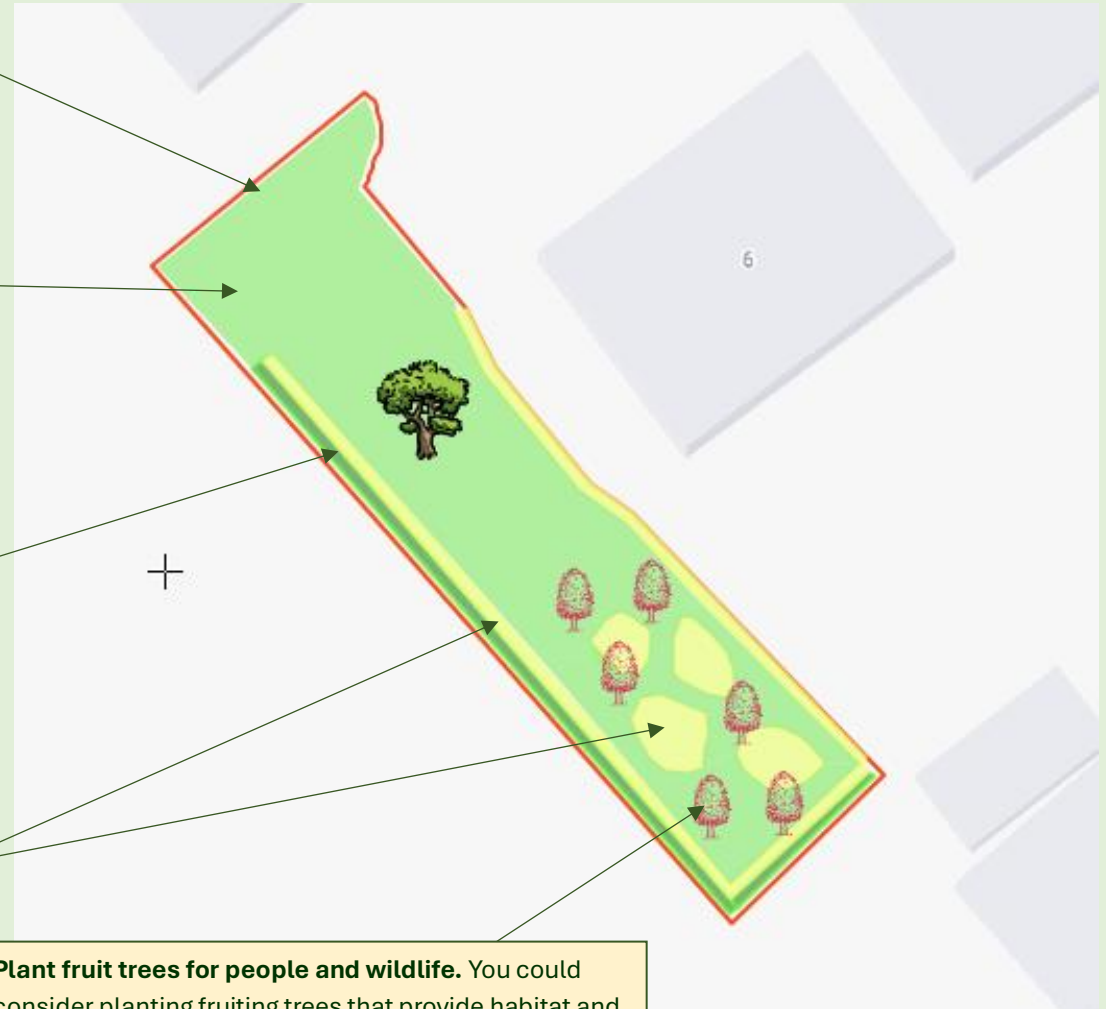 6
Plant fruit trees for people and wildlife. You could
consider planting fruiting trees that provide habitat and